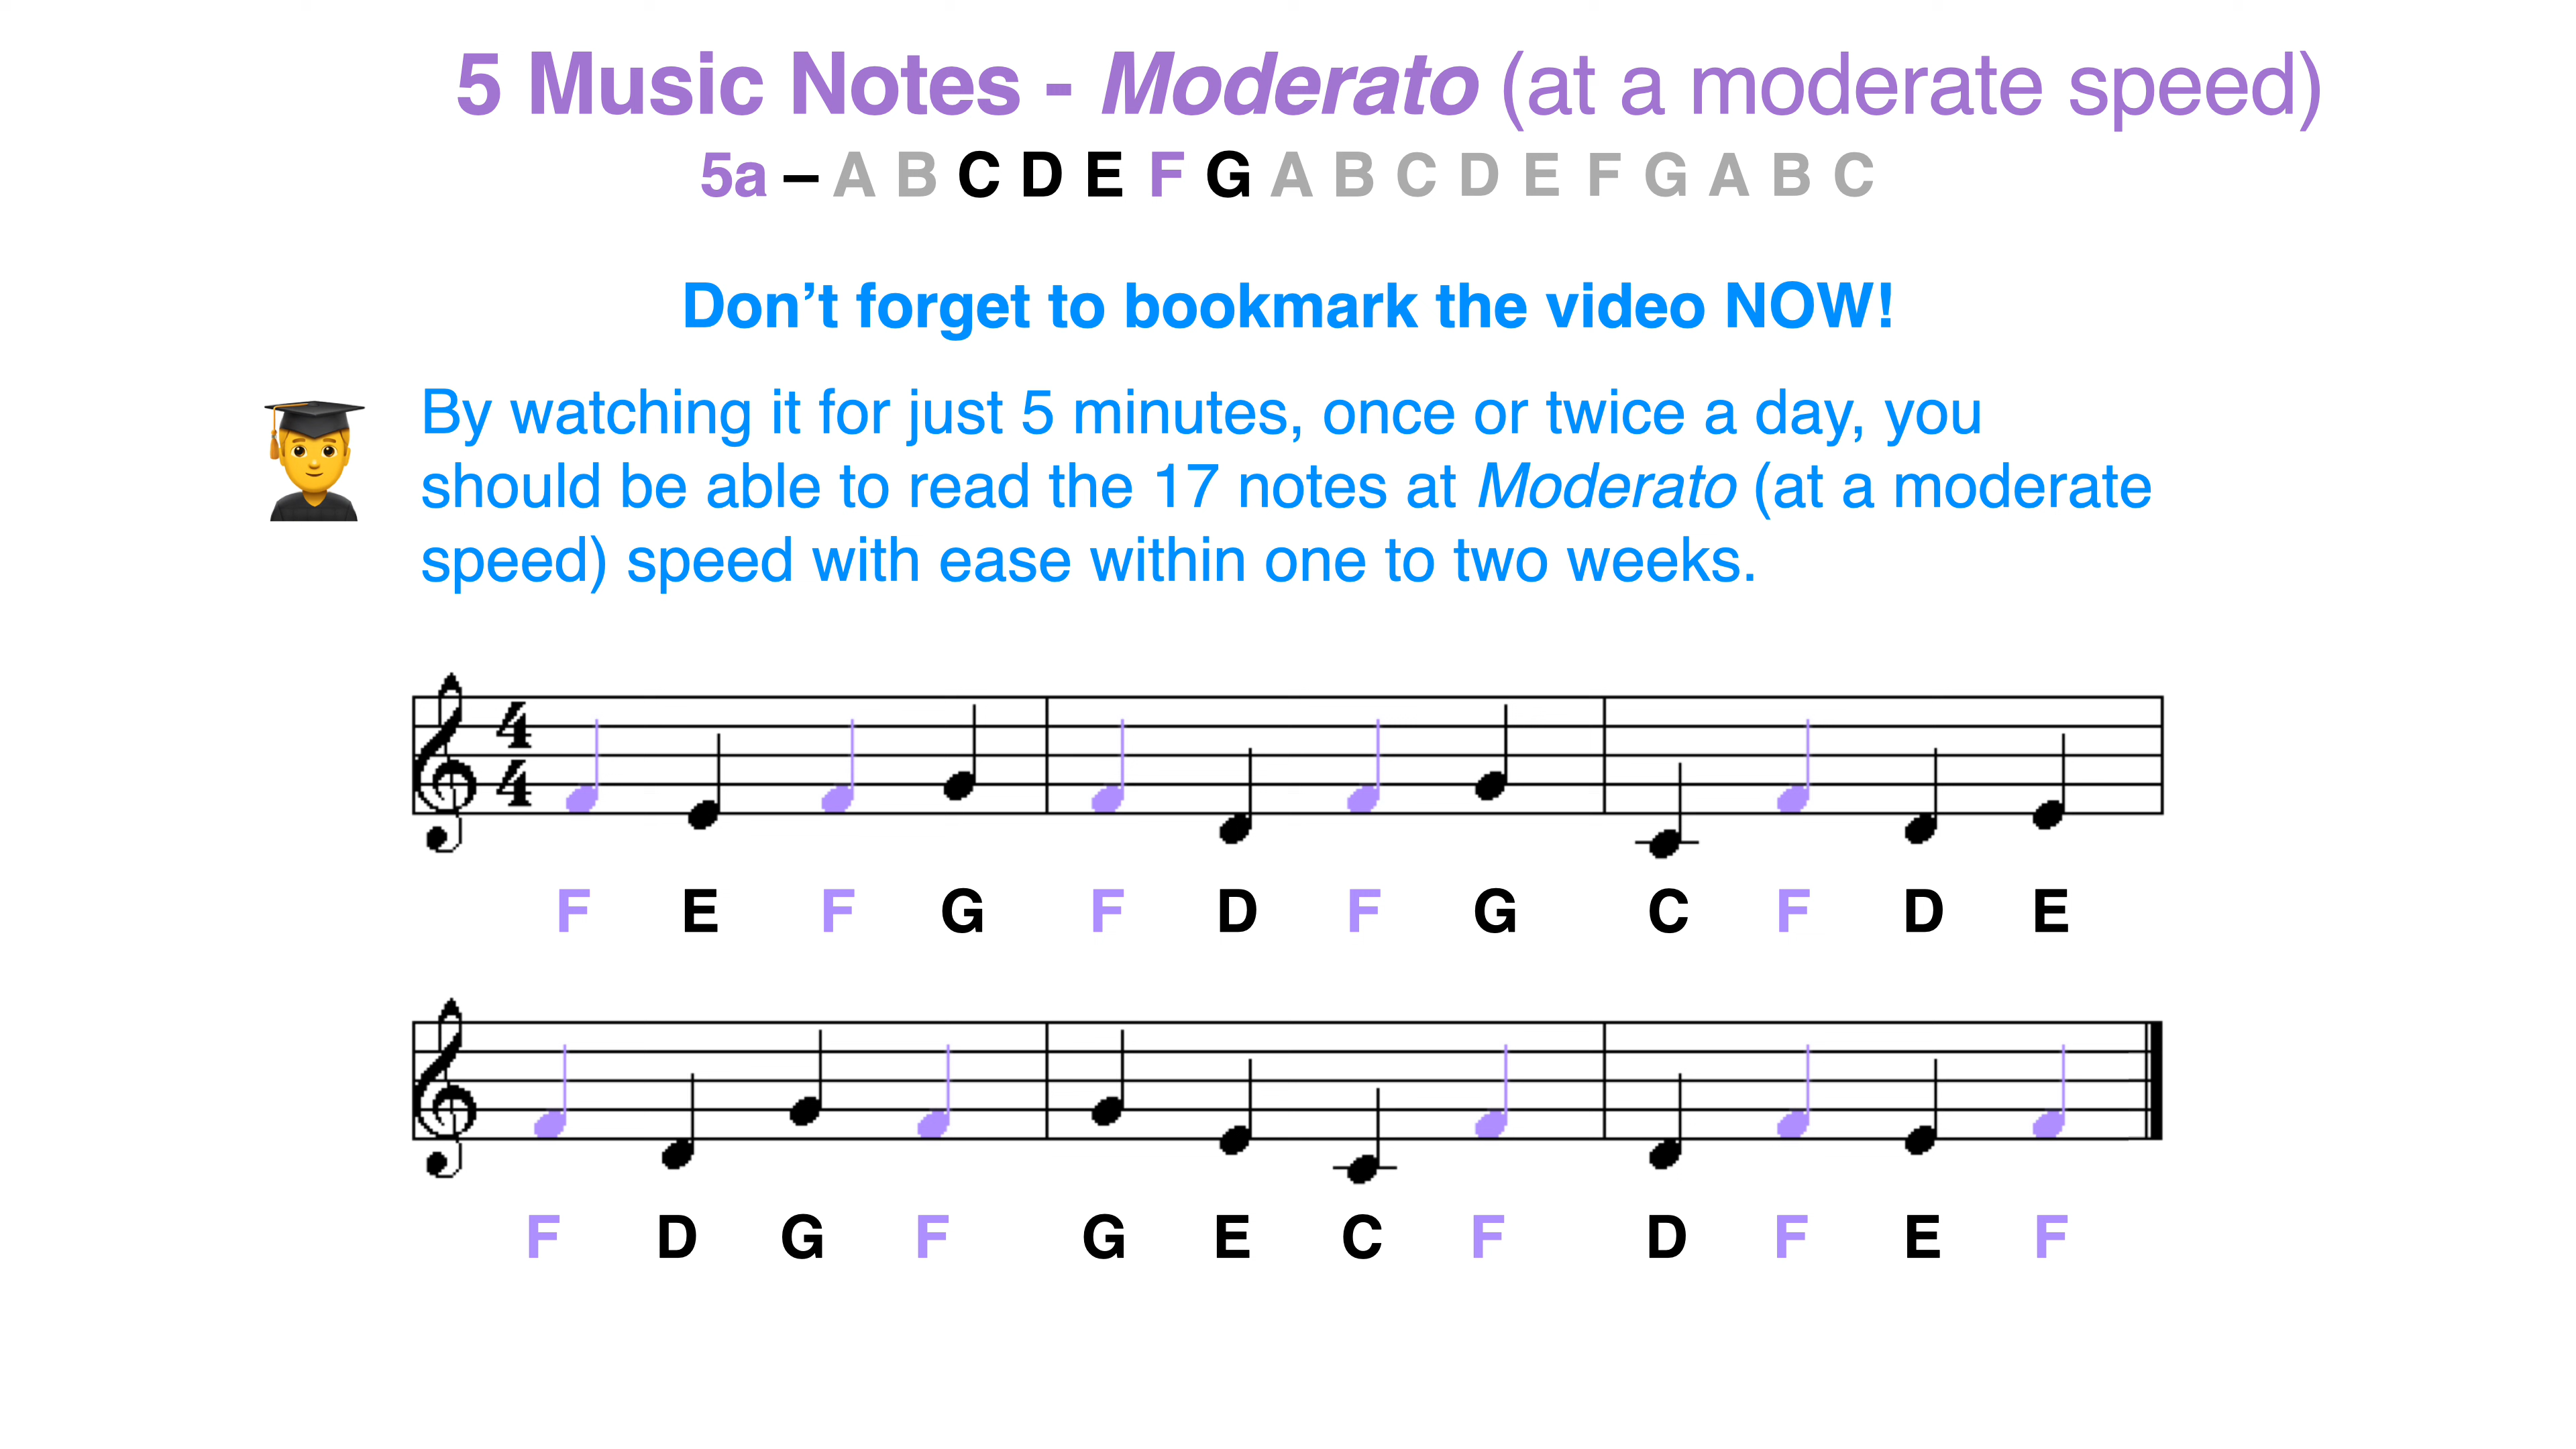 5 Music Notes - Moderato (at a moderate speed)
5a – A B C D E F G A B C D E F G A B C
Don’t forget to bookmark the video NOW!
By watching it for just 5 minutes, once or twice a day, you
should be able to read the 17 notes at Moderato (at a moderate
speed) speed with ease within one to two weeks.
4
4
F E F G F D F G C F D E
F D G F G E C F D F E F